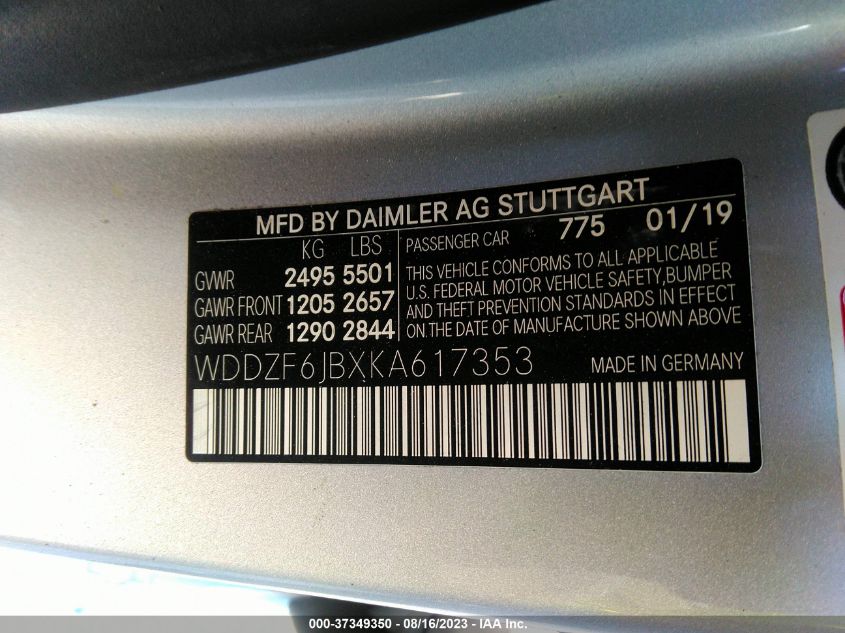 MFD BY DAIMLER AG STUTTGART
KG LBS
GVWR 2495 5501
GAWR FRONT 1205 2657
GAWR REAR 1290 2844
PASSENGER CAR 775 01/19
THIS VEHICLE CONFORMS TO ALL APPLICABLE
U.S. FEDERAL MOTOR VEHICLE SAFETY,BUMPER
AND THEFT PREVENTION STANDARDS IN EFFECT
ON THE DATE OF MANUFACTURE SHOWN ABOVE
WDDZF6JBXKA617353 MADE IN GERMANY
000-37349350 - 08/16/2023 - © IAA Inc.